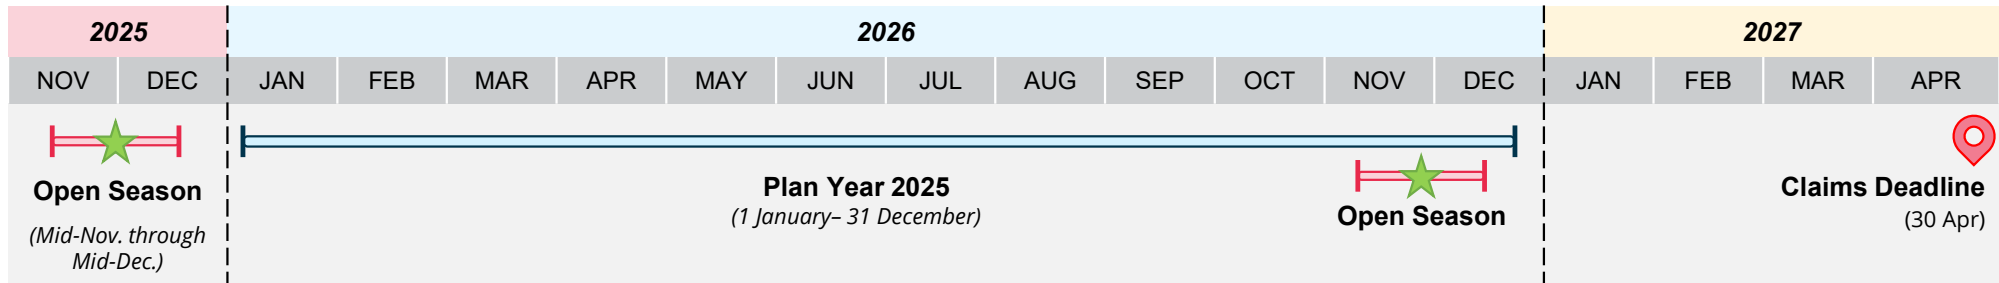 2025 2026 2027
NOV DEC JAN FEB MAR APR MAY JUN JUL AUG SEP OCT NOV DEC JAN FEB MAR APR
Open Season
(Mid-Nov. through
Mid-Dec.)
Plan Year 2025
(1 January– 31 December)
Open Season
Claims Deadline
(30 Apr)